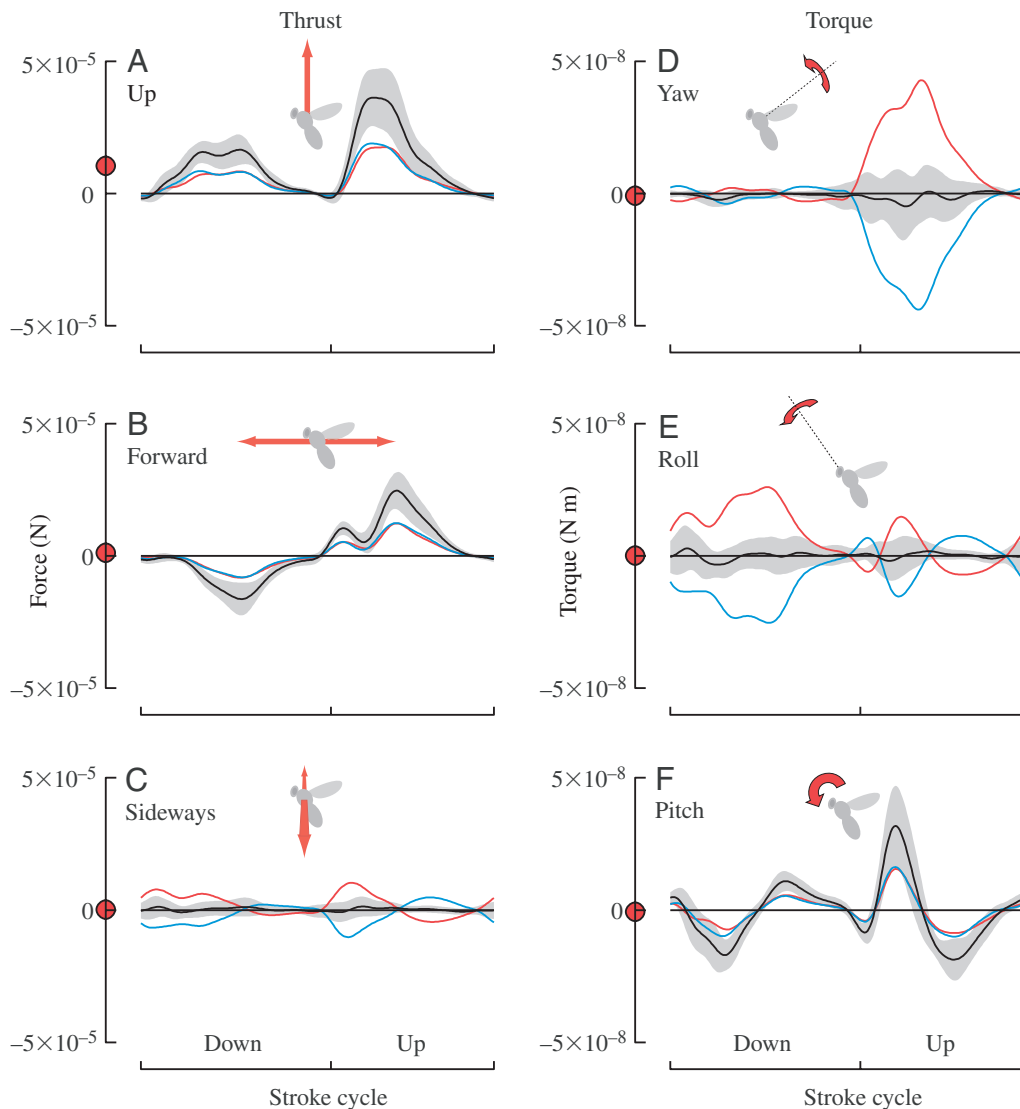 Thrust
Torque
5×10⁻⁵
A
Up
0
–5×10⁻⁵
5×10⁻⁸
D
Yaw
0
–5×10⁻⁸
5×10⁻⁵
B
Forward
0
–5×10⁻⁵
Force (N)
5×10⁻⁸
E
Roll
0
–5×10⁻⁸
Torque (N m)
5×10⁻⁵
C
Sideways
0
–5×10⁻⁵
Down
Up
Stroke cycle
5×10⁻⁸
F
Pitch
0
–5×10⁻⁸
Down
Up
Stroke cycle